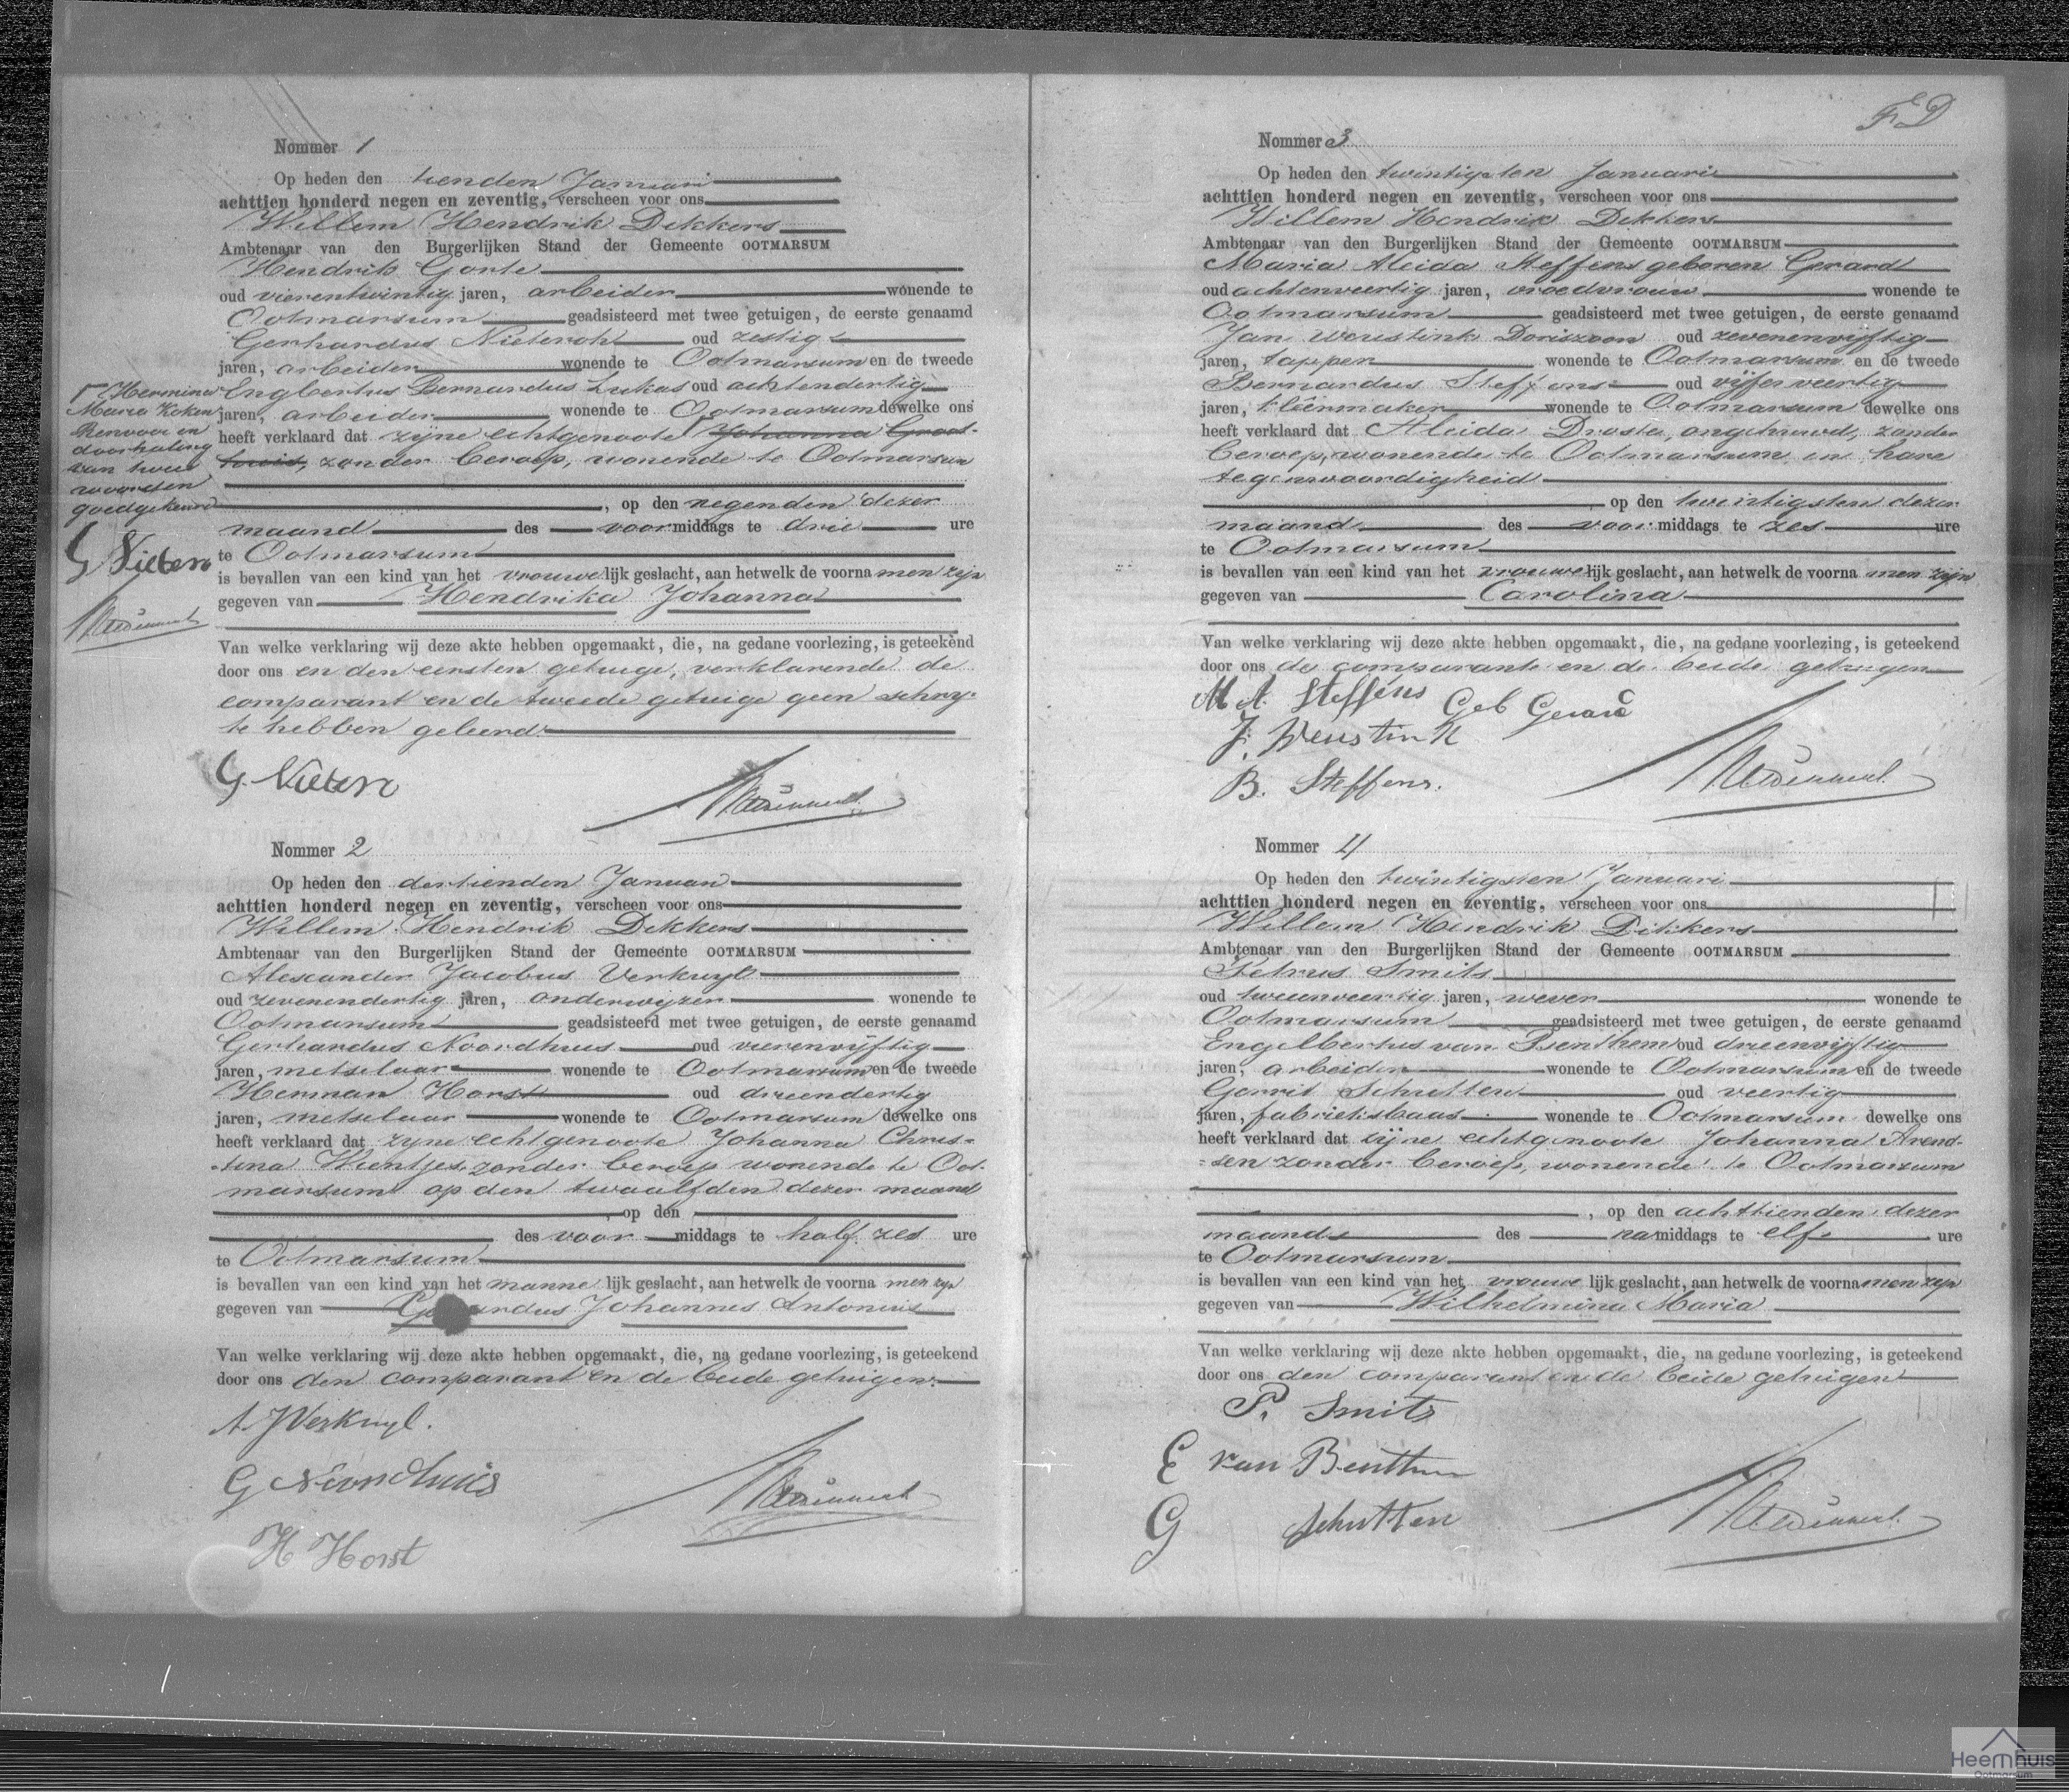 Nommer 1
Op heden den tienden Januari
achttien honderd negen en zeventig, verscheen voor ons
Willem Hendrik Dikkers
Ambtenaar van den Burgerlijken Stand der Gemeente OOTMARSUM
Hendrik
oud vierentwintig jaren, arbeider wonende te
Ootmarsum geadsisteerd met twee getuigen, de eerste genaamd
Gerhardus oud zestig
jaren, arbeider wonende te Ootmarsum en de tweede
Engbertus Bernardus Lukas oud achtendertig
jaren, arbeider wonende te Ootmarsum dewelke ons
heeft verklaard dat zijne echtgenoote Johanna Groot-
zonder beroep, wonende te Ootmarsum
, op den negenden dezer
maand des voormiddags te drie ure
te Ootmarsum
is bevallen van een kind van het vrouwelijk geslacht, aan hetwelk de voornamen zijn
gegeven van Hendrika Johanna
Van welke verklaring wij deze akte hebben opgemaakt, die, na gedane voorlezing, is geteekend
door ons en den eersten getuige, verklarende de
comparant en de tweede getuige geen schry-
te hebben geleerd
Maria Koken
Renvooi en
doorhaling
van twee
woorden
goedgekeurd
Nommer 2
Op heden den dertienden Januari
achttien honderd negen en zeventig, verscheen voor ons
Willem Hendrik Dikkers
Ambtenaar van den Burgerlijken Stand der Gemeente OOTMARSUM
Alexander Jacobus Verkuyl
oud zevenendertig jaren, onderwijzer wonende te
Ootmarsum geadsisteerd met twee getuigen, de eerste genaamd
Gerhardus Noordhuis oud vierenvijftig
jaren, metselaar wonende te Ootmarsum en de tweede
Herman Horst oud drieendertig
jaren, metselaar wonende te Ootmarsum dewelke ons
heeft verklaard dat zijne echtgenoote Johanna Chris-
tina Wientjes, zonder beroep wonende te Oot-
marsum op den twaalfden dezer maand
, op den
des voormiddags te half zes ure
te Ootmarsum
is bevallen van een kind van het mannelijk geslacht, aan hetwelk de voornamen zijn
gegeven van Johannes Antonius
Van welke verklaring wij deze akte hebben opgemaakt, die, na gedane voorlezing, is geteekend
door ons den comparant en de beide getuigen.
A. J Verkuyl.
G Noordhuis
H Horst
FD
Nommer 3
Op heden den twintigsten Januari
achttien honderd negen en zeventig, verscheen voor ons
Willem Hendrik Dikkers
Ambtenaar van den Burgerlijken Stand der Gemeente OOTMARSUM
Maria Aleida Steffens geboren Gerard
oud achtenveertig jaren, vroedvrouw wonende te
Ootmarsum geadsisteerd met twee getuigen, de eerste genaamd
Jan Weustink Doriszoon oud zevenenvijftig
jaren, tapper wonende te Ootmarsum en de tweede
Bernardus Steffens oud vijfenveertig
jaren, kleêrmaker wonende te Ootmarsum dewelke ons
heeft verklaard dat Aleida Droste, ongehuwd, zonder
beroep, wonende te Ootmarsum in hare
tegenwoordigheid
op den twintigsten dezer
maand des voormiddags te zes ure
te Ootmarsum
is bevallen van een kind van het vrouwelijk geslacht, aan hetwelk de voornamen zijn
gegeven van Carolina
Van welke verklaring wij deze akte hebben opgemaakt, die, na gedane voorlezing, is geteekend
door ons de comparante en de beide getuigen
M A. Steffens Geb Gerard
J. Weustink
B. Steffens.
Nommer 4
Op heden den twintigsten Januari
achttien honderd negen en zeventig, verscheen voor ons
Willem Hendrik Dikkers
Ambtenaar van den Burgerlijken Stand der Gemeente OOTMARSUM
Petrus Smits
oud tweeenveertig jaren, wever wonende te
Ootmarsum geadsisteerd met twee getuigen, de eerste genaamd
Engelbertus van Benthem oud drieenvijftig
jaren, arbeider wonende te Ootmarsum en de tweede
Gerrit Schutten oud veertig
jaren, fabrieksbaas wonende te Ootmarsum dewelke ons
heeft verklaard dat zijne echtgenoote Johanna Arend-
sen zonder beroep, wonende te Ootmarsum
, op den achttienden dezer
maand des namiddags te elf ure
te Ootmarsum
is bevallen van een kind van het vrouwelijk geslacht, aan hetwelk de voornamen zijn
gegeven van Wilhelmina Maria
Van welke verklaring wij deze akte hebben opgemaakt, die, na gedane voorlezing, is geteekend
door ons den comparant en de beide getuigen
P. Smits
E van Benthem
G Schutten
Heemhuis
Ootmarsum